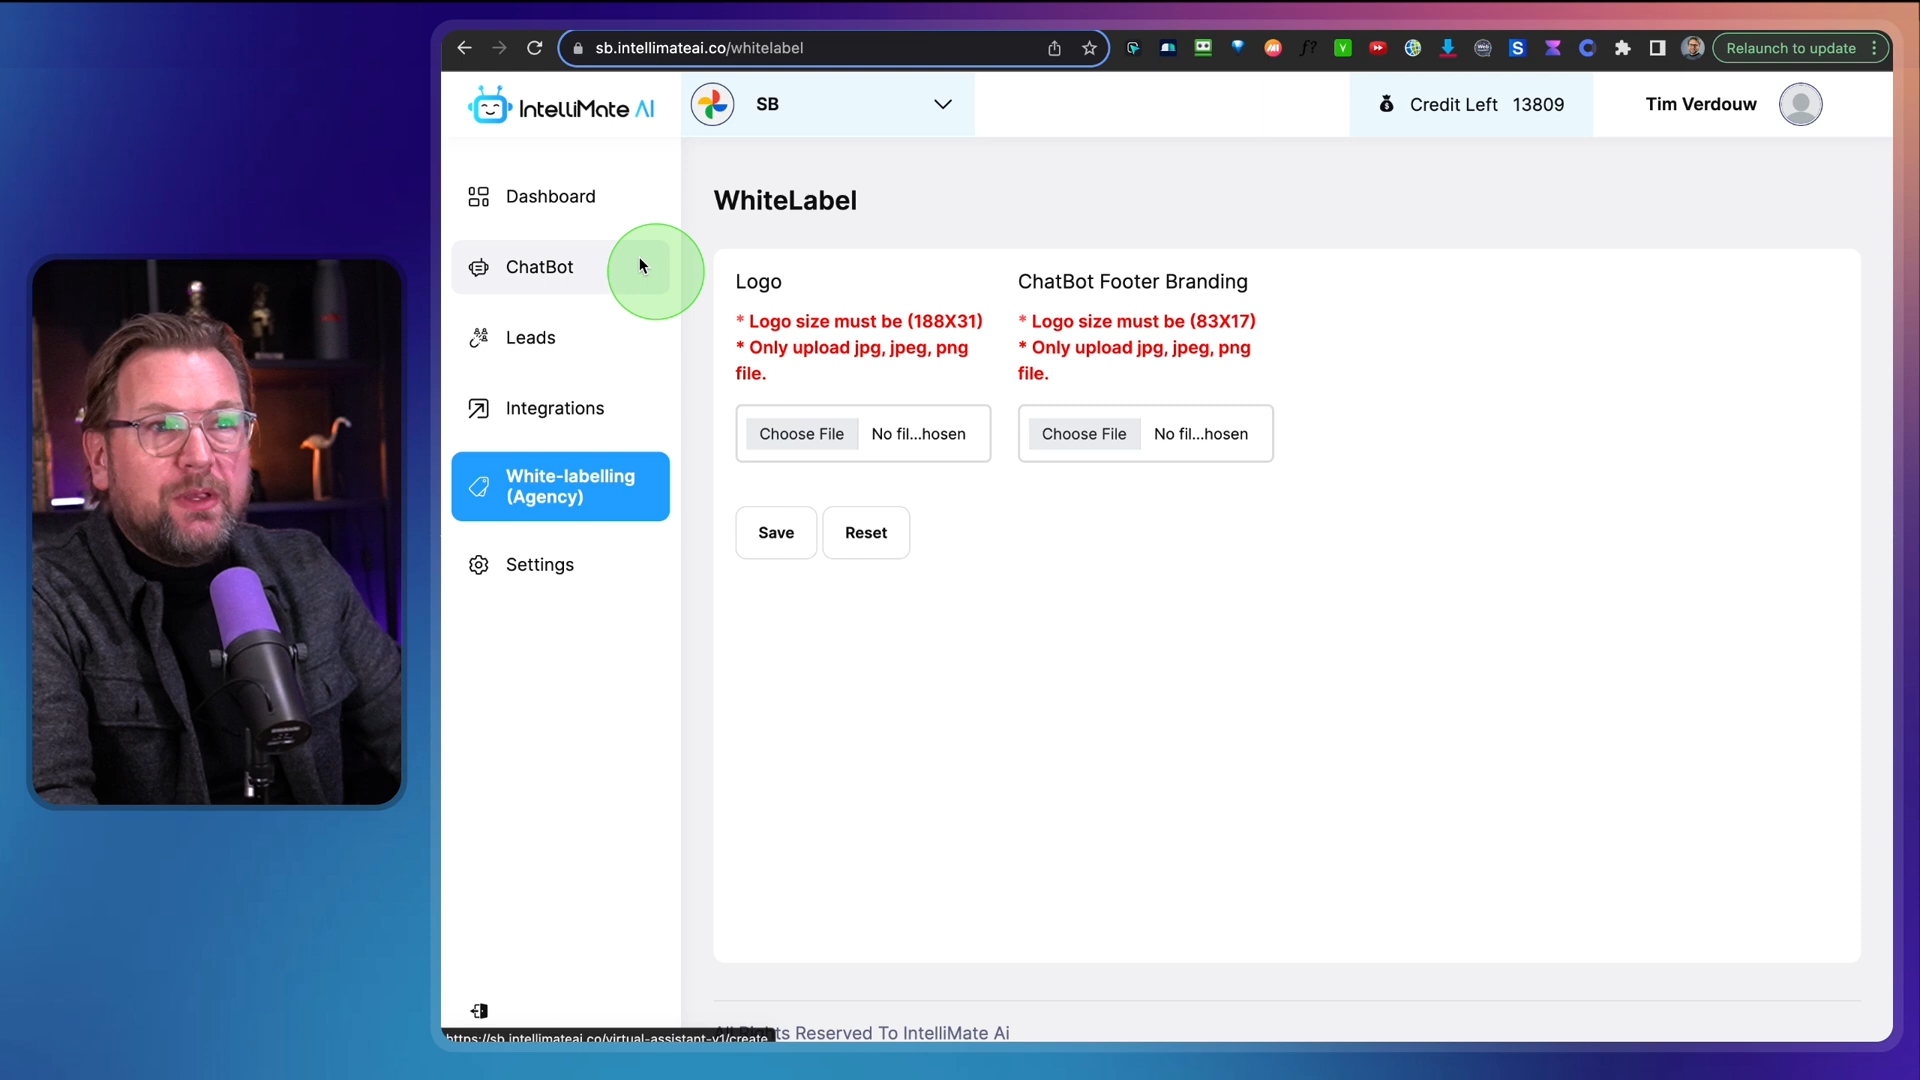 sb.intellimateai.co/whitelabel
Relaunch to update
IntelliMate AI
SB
Credit Left 13809
Tim Verdouw
Dashboard
ChatBot
Leads
Integrations
White-labelling
(Agency)
Settings
WhiteLabel
Logo
* Logo size must be (188X31)
* Only upload jpg, jpeg, png
file.
Choose File No fil...hosen
ChatBot Footer Branding
* Logo size must be (83X17)
* Only upload jpg, jpeg, png
file.
Choose File No fil...hosen
Save
Reset
All Rights Reserved To IntelliMate Ai
https://sb.intellimateai.co/virtual-assistant-v1/create